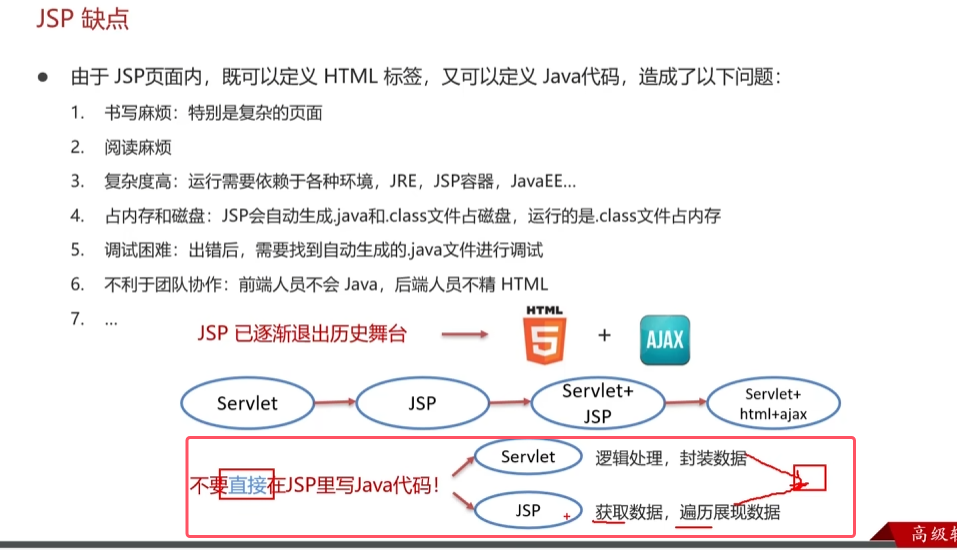 JSP 缺点
● 由于 JSP页面内，既可以定义 HTML 标签，又可以定义 Java代码，造成了以下问题：
1. 书写麻烦：特别是复杂的页面
2. 阅读麻烦
3. 复杂度高：运行需要依赖于各种环境，JRE，JSP容器，JavaEE...
4. 占内存和磁盘：JSP会自动生成.java和.class文件占磁盘，运行的是.class文件占内存
5. 调试困难：出错后，需要找到自动生成的.java文件进行调试
6. 不利于团队协作：前端人员不会 Java，后端人员不精 HTML
7. ...
JSP 已逐渐退出历史舞台
HTML
5
+
AJAX
Servlet
JSP
Servlet+
JSP
Servlet+
html+ajax
不要直接在JSP里写Java代码！
Servlet
逻辑处理，封装数据
JSP
获取数据，遍历展现数据
高级软